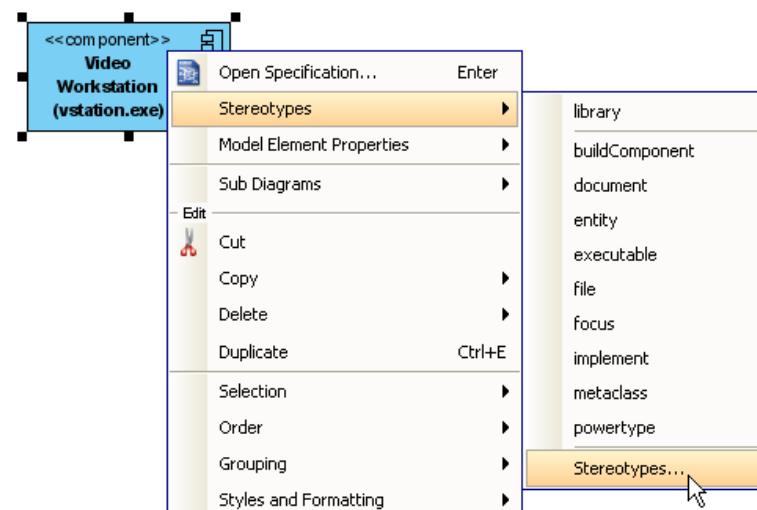 <<component>>
Video
Workstation
(vstation.exe)
Open Specification... Enter
Stereotypes
Model Element Properties
Sub Diagrams
Edit
Cut
Copy
Delete
Duplicate Ctrl+E
Selection
Order
Grouping
Styles and Formatting
library
buildComponent
document
entity
executable
file
focus
implement
metaclass
powertype
Stereotypes...